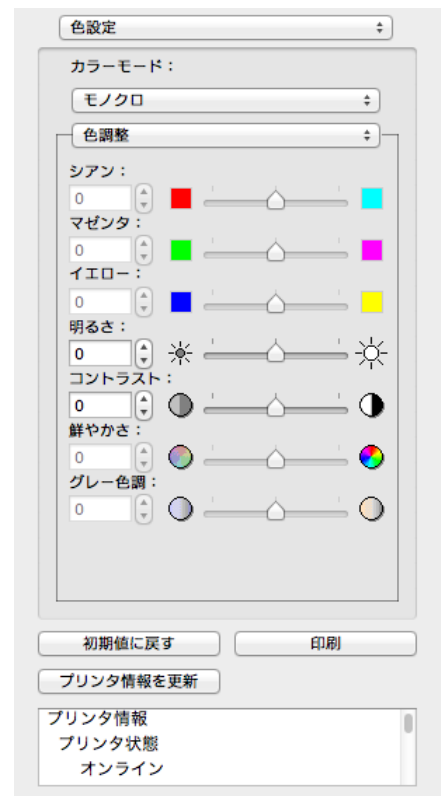 色設定
カラーモード：
モノクロ
色調整
シアン：
0
マゼンタ：
0
イエロー：
0
明るさ：
0
コントラスト：
0
鮮やかさ：
0
グレー色調：
0
初期値に戻す
印刷
プリンタ情報を更新
プリンタ情報
プリンタ状態
オンライン